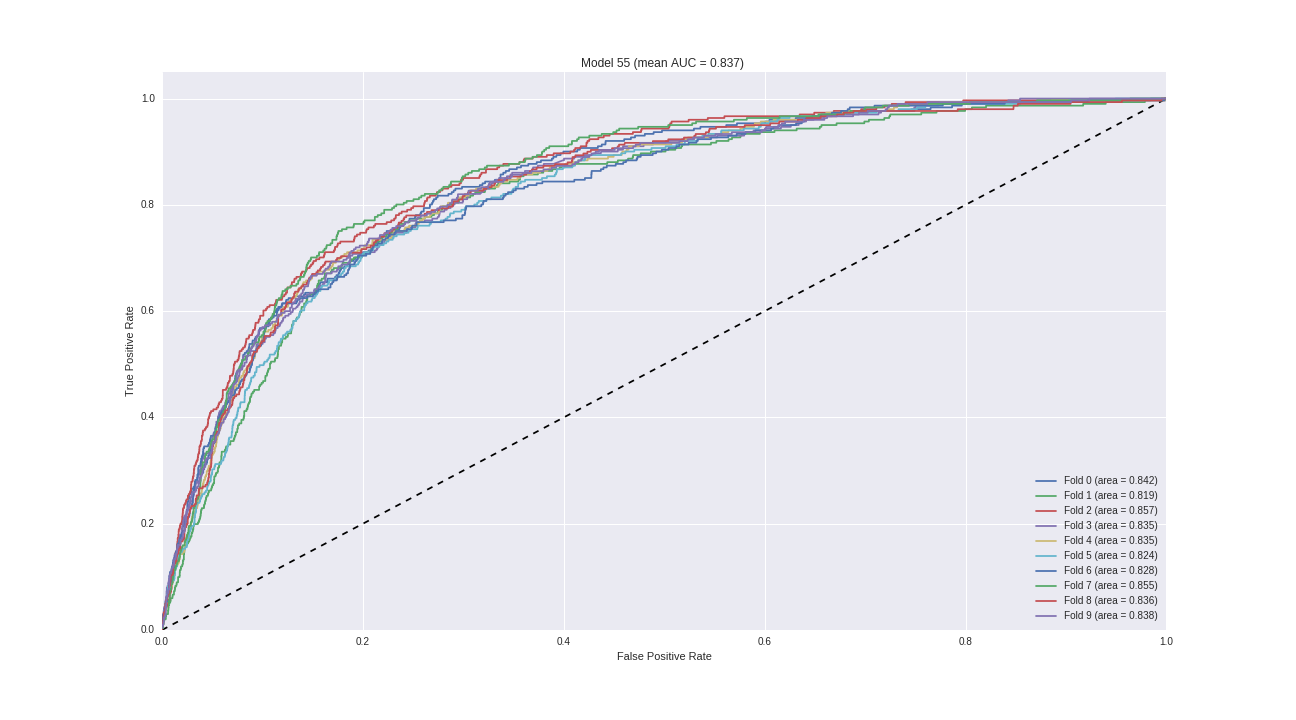 Model 55 (mean AUC = 0.837)
1.0
0.8
0.6
0.4
0.2
0.0
True Positive Rate
0.0 0.2 0.4 0.6 0.8 1.0
False Positive Rate
Fold 0 (area = 0.842)
Fold 1 (area = 0.819)
Fold 2 (area = 0.857)
Fold 3 (area = 0.835)
Fold 4 (area = 0.835)
Fold 5 (area = 0.824)
Fold 6 (area = 0.828)
Fold 7 (area = 0.855)
Fold 8 (area = 0.836)
Fold 9 (area = 0.838)